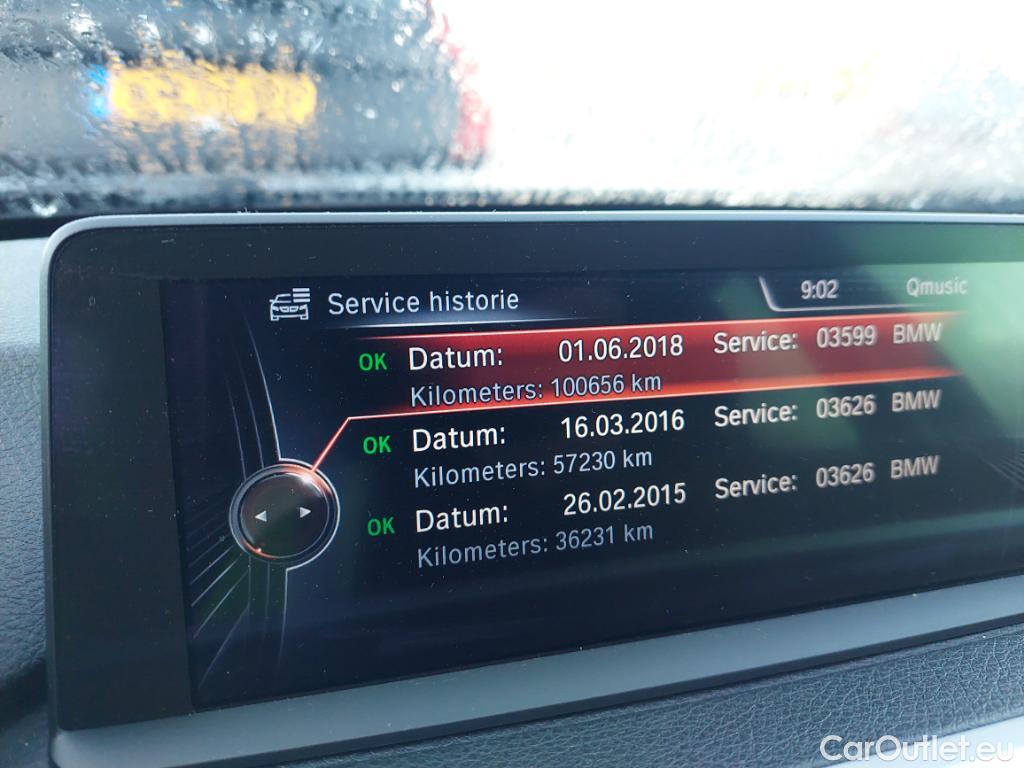 Service historie
9:02
Qmusic
OK Datum: 01.06.2018 Service: 03599 BMW
Kilometers: 100656 km
OK Datum: 16.03.2016 Service: 03626 BMW
Kilometers: 57230 km
OK Datum: 26.02.2015 Service: 03626 BMW
Kilometers: 36231 km
CarOutlet.eu